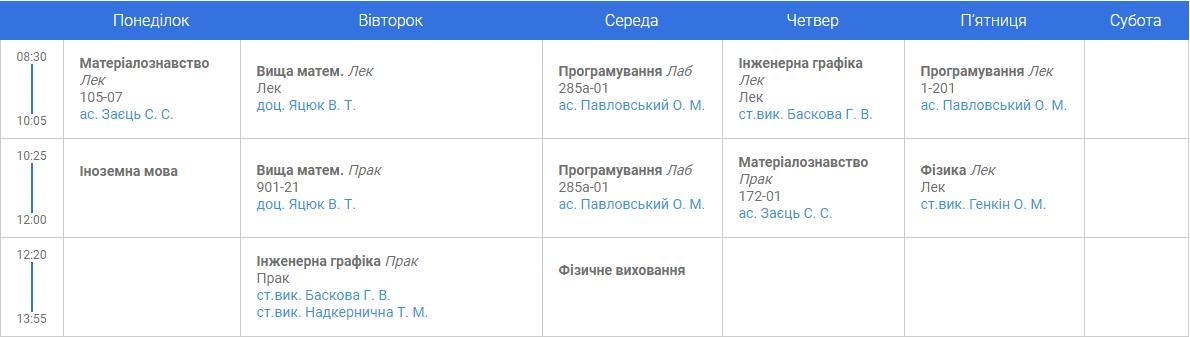 Понеділок
Вівторок
Середа
Четвер
П’ятниця
Субота
08:30
10:05
Матеріалознавство
Лек
105-07
ас. Заєць С. С.
Вища матем. Лек
Лек
доц. Яцюк В. Т.
Програмування Лаб
285а-01
ас. Павловський О. М.
Інженерна графіка
Лек
Лек
ст.вик. Баскова Г. В.
Програмування Лек
1-201
ас. Павловський О. М.
10:25
12:00
Іноземна мова
Вища матем. Прак
901-21
доц. Яцюк В. Т.
Програмування Лаб
285а-01
ас. Павловський О. М.
Матеріалознавство
Прак
172-01
ас. Заєць С. С.
Фізика Лек
Лек
ст.вик. Генкін О. М.
12:20
13:55
Інженерна графіка Прак
Прак
ст.вик. Баскова Г. В.
ст.вик. Надкернична Т. М.
Фізичне виховання